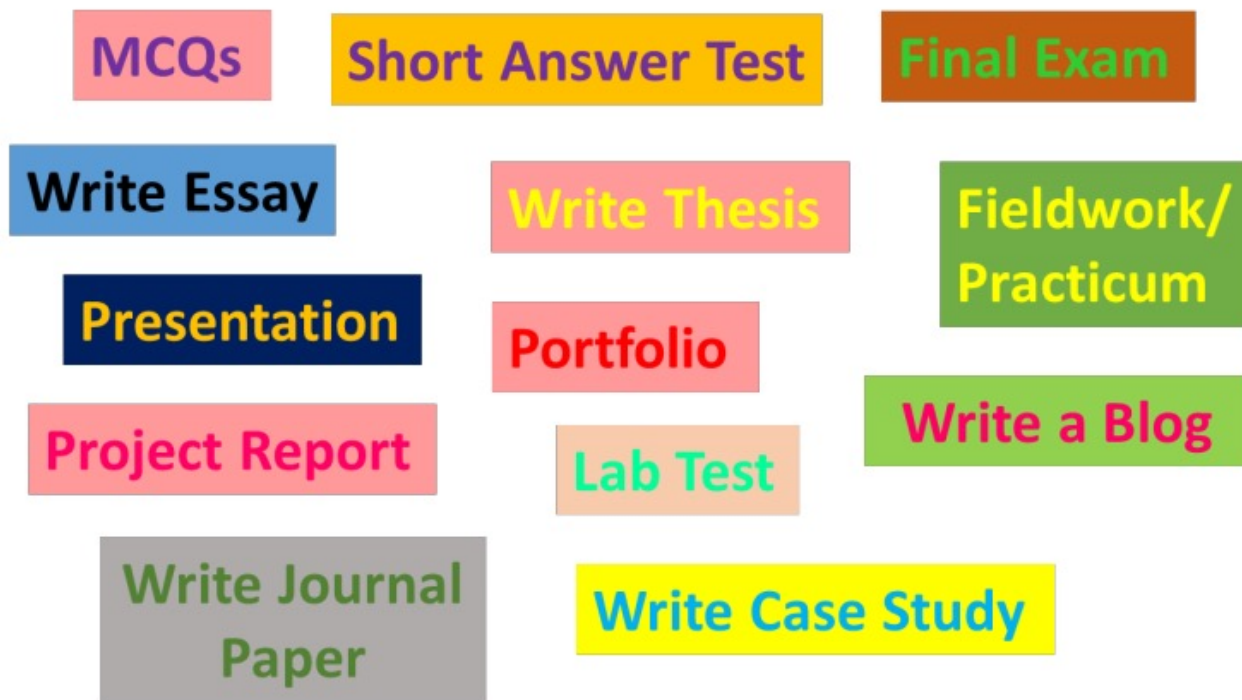 MCQs
Short Answer Test
Final Exam
Write Essay
Write Thesis
Fieldwork/
Practicum
Presentation
Portfolio
Write a Blog
Project Report
Lab Test
Write Journal
Paper
Write Case Study